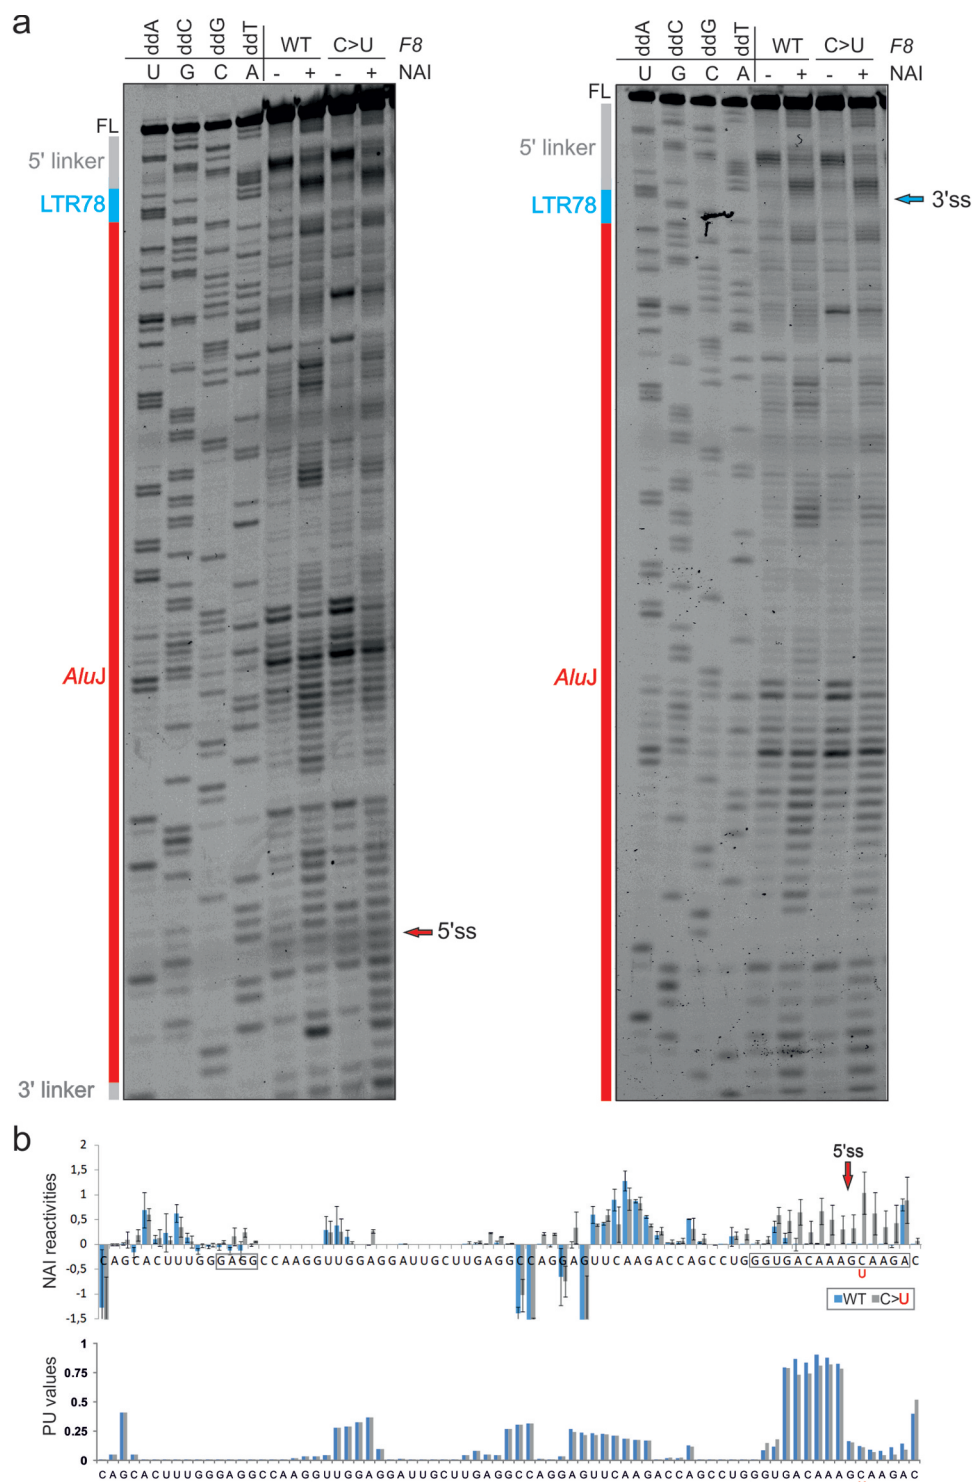 a
ddA ddC ddG ddT WT C>U F8
U G C A - + - + NAI
FL
5' linker
LTR78
AluJ
5'ss
3' linker
ddA ddC ddG ddT WT C>U F8
U G C A - + - + NAI
FL
5' linker
LTR78
3'ss
AluJ
b
NAI reactivities
2
1,5
1
0,5
0
-0,5
-1
-1,5
5'ss
CAGCACUUUGGGAGGCCAAGGUUGGAGGAUUGCUUGAGGCCAGGAGUUCAAGACCAGCCUGGGUGACAAAGCAAGAC
U
WT C>U
PU values
1
0.75
0.5
0.25
0
CAGCACUUUGGGAGGCCAAGGUUGGAGGAUUGCUUGAGGCCAGGAGUUCAAGACCAGCCUGGGUGACAAAGCAAGAC